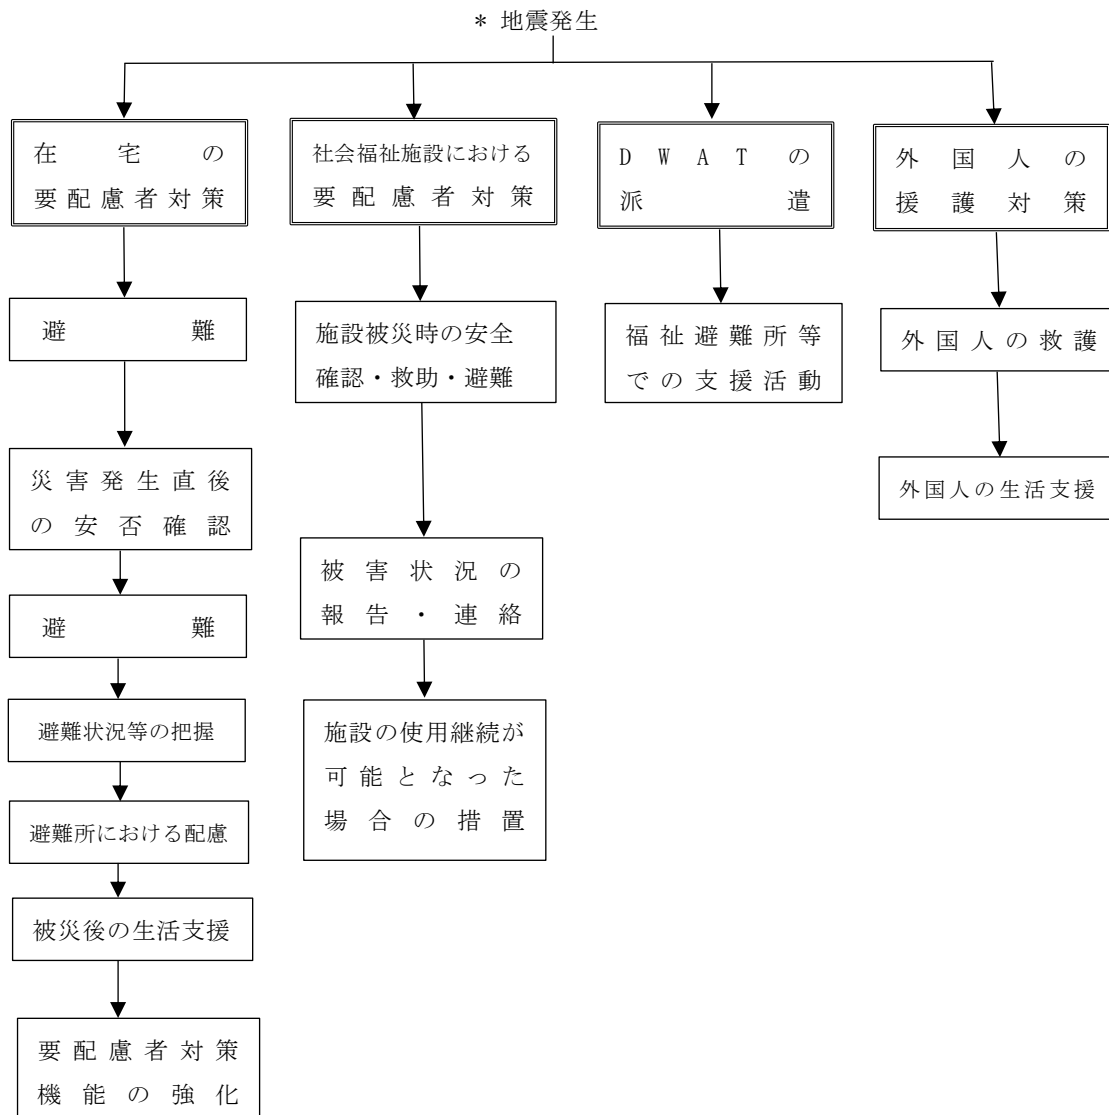 * 地震発生
在宅の
要配慮者対策
避難
災害発生直後
の安否確認
避難
避難状況等の把握
避難所における配慮
被災後の生活支援
要配慮者対策
機能の強化
社会福祉施設における
要配慮者対策
施設被災時の安全
確認・救助・避難
被害状況の
報告・連絡
施設の使用継続が
可能となった
場合の措置
DWATの
派遣
福祉避難所等
での支援活動
外国人の
援護対策
外国人の救護
外国人の生活支援